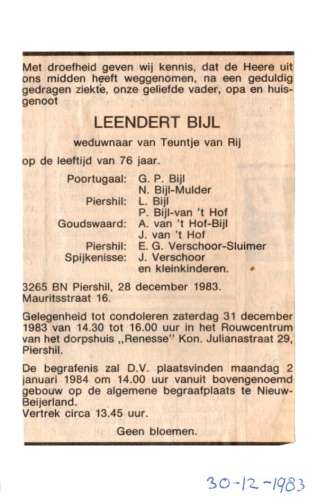 Met droefheid geven wij kennis, dat de Heere uit
ons midden heeft weggenomen, na een geduldig
gedragen ziekte, onze geliefde vader, opa en huis-
genoot
LEENDERT BIJL
weduwnaar van Teuntje van Rij
op de leeftijd van 76 jaar.
Poortugaal: G. P. Bijl
N. Bijl-Mulder
Piershil: L. Bijl
P. Bijl-van 't Hof
Goudswaard: A. van 't Hof-Bijl
J. van 't Hof
Piershil: E. G. Verschoor-Sluimer
Spijkenisse: J. Verschoor
en kleinkinderen.
3265 BN Piershil, 28 december 1983.
Mauritsstraat 16.
Gelegenheid tot condoleren zaterdag 31 december
1983 van 14.30 tot 16.00 uur in het Rouwcentrum
van het dorpshuis „Renesse" Kon. Julianastraat 29,
Piershil.
De begrafenis zal D.V. plaatsvinden maandag 2
januari 1984 om 14.00 uur vanuit bovengenoemd
gebouw op de algemene begraafplaats te Nieuw-
Beijerland.
Vertrek circa 13.45 uur.
Geen bloemen.
30-12-1983